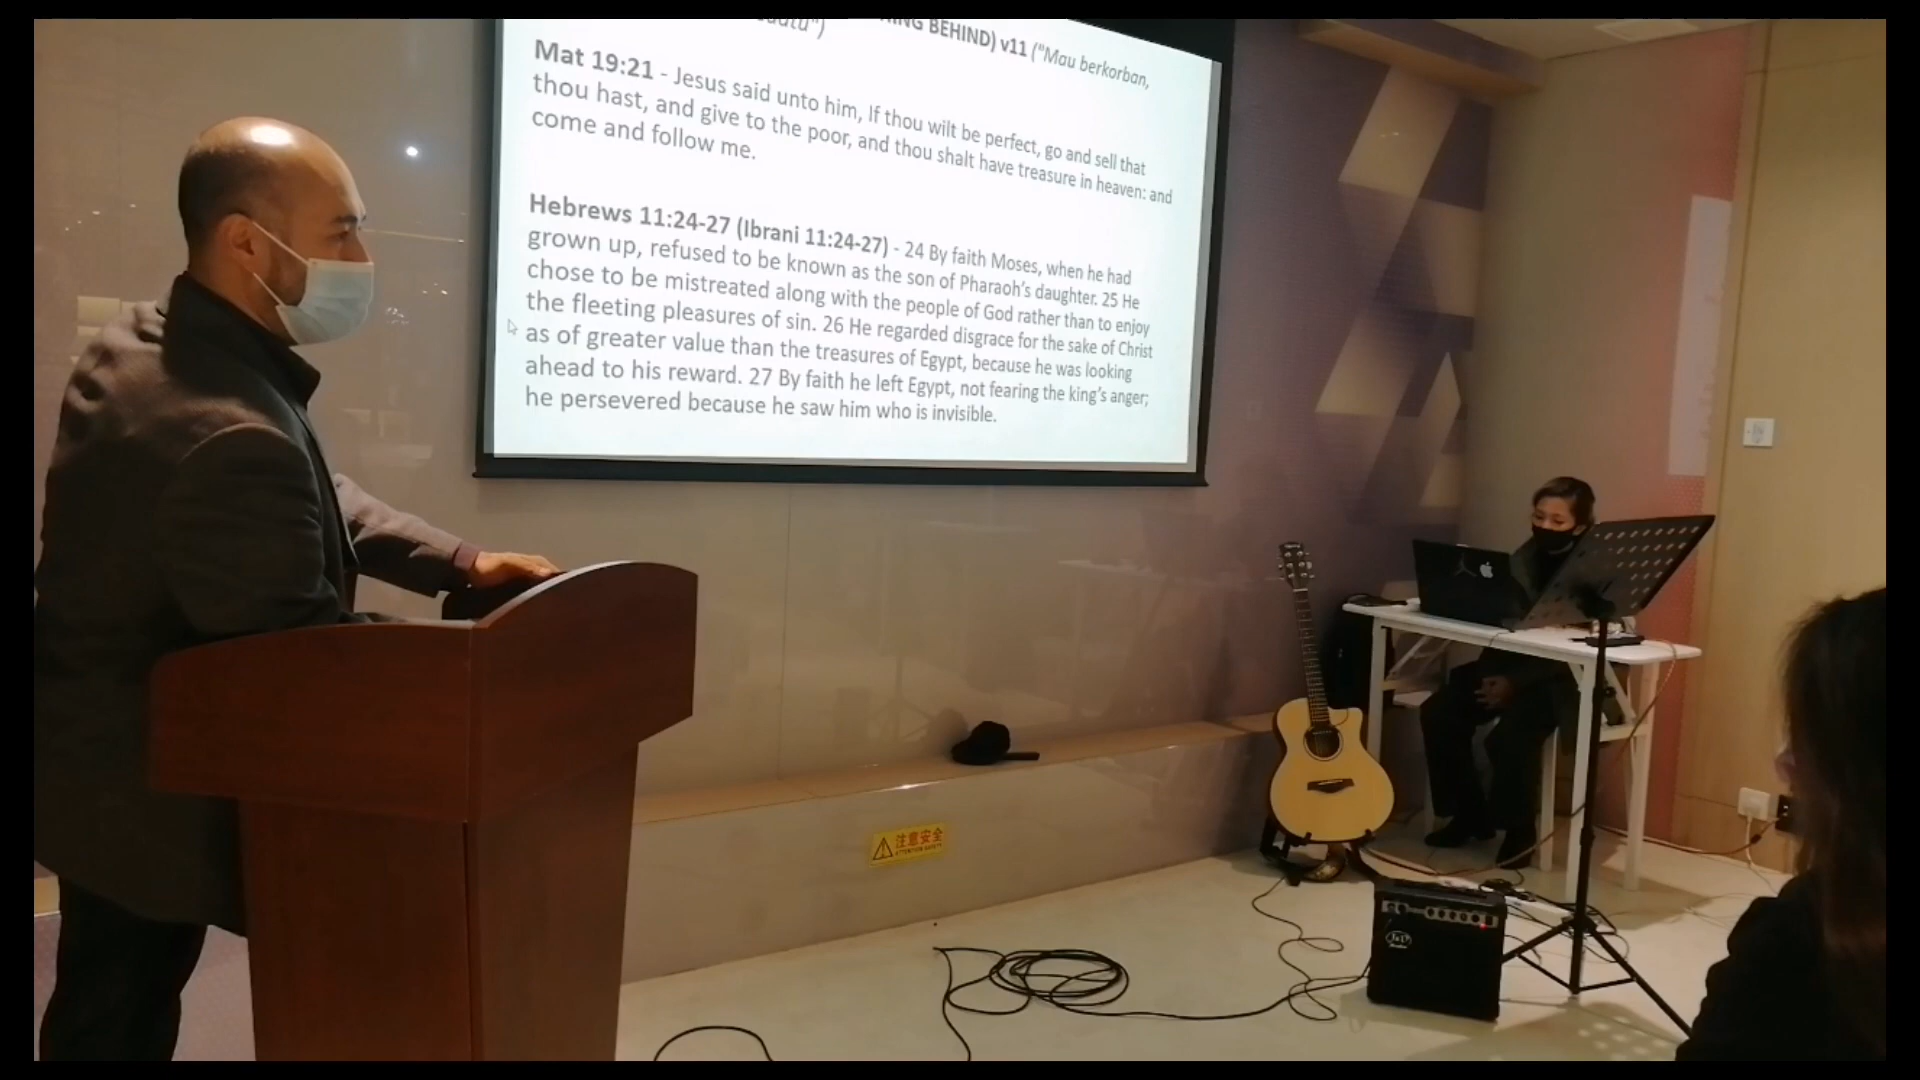 BEHIND) v11 ("Mau berkorban,
Mat 19:21 - Jesus said unto him, If thou wilt be perfect, go and sell that
thou hast, and give to the poor, and thou shalt have treasure in heaven: and
come and follow me.
Hebrews 11:24-27 (Ibrani 11:24-27) - 24 By faith Moses, when he had
grown up, refused to be known as the son of Pharaoh's daughter. 25 He
chose to be mistreated along with the people of God rather than to enjoy
the fleeting pleasures of sin. 26 He regarded disgrace for the sake of Christ
as of greater value than the treasures of Egypt, because he was looking
ahead to his reward. 27 By faith he left Egypt, not fearing the king's anger;
he persevered because he saw him who is invisible.
注意安全
ATTENTION SAFETY